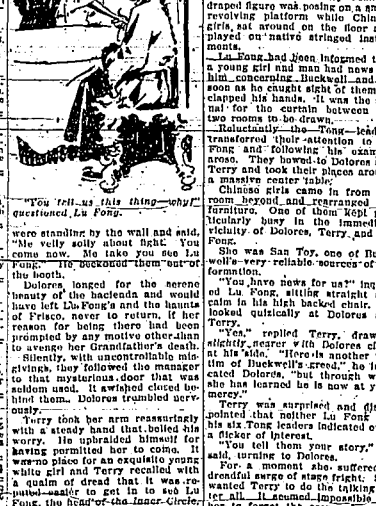 "You tell us this thing—why?"
questioned Lu Fong.
were standing by the wall and said,
"Me velly solly about fight. You
come now. Me take you see Lu
Fong." He beckoned them out of
the booth.
Dolores longed for the serene
beauty of the hacienda and would
have left Lu Fong's and the haunts
of Frisco, never to return, if her
reason for being there had been
prompted by any motive other than
to avenge her Grandfather's death.
Silently, with uncontrollable mis-
givings, they followed the manager
to that mysterious door that was
seldom used. It swished closed be-
hind them. Dolores trembled nerv-
ously.
Terry took her arm reassuringly
with a steady hand that belied his
worry. He upbraided himself for
having permitted her to come. It
was no place for an exquisite young
white girl and Terry recalled with
a qualm of dread that it was re-
puted easier to get in to see Lu
Fong, the head of the Inner Circle,
draped figure was posing on a
revolving platform while Chin
girls sat around on the floor
played on native stringed inst
ments.
Lu Fong had been informed t
a young girl and man had news
him concerning Buckwell and
soon as he caught sight of them
clapped his hands. It was the
nal for the curtain between
two rooms to be drawn.
Reluctantly the Tong lead
transferred their attention to
Fong and following his exam
arose. They bowed to Dolores
Terry and took their places aro
a massive center table.
Chinese girls came in from
room beyond and rearranged
furniture. One of them kept
ticularly busy in the immedi
vicinity of Dolores, Terry and
Fong.
She was San Toy, one of Bu
well's very reliable sources of
formation.
"You have news for us?" inq
ed Lu Fong, sitting straight
calm in his high backed chair.
looked quizically at Dolores
Terry.
"Yes," replied Terry, draw
slightly nearer with Dolores cl
at his side. "Here is another
tim of Buckwell's greed," he in
cated Dolores, "but through w
she has learned he is now at y
mercy."
Terry was surprised and dis
pointed that neither Lu Fong
his six Tong leaders indicated
a flicker of interest.
"You tell them your story,"
said, turning to Dolores.
For a moment she suffered
dreadful surge of stage fright.
wanted Terry to do the talking
ter all. It seemed impossible